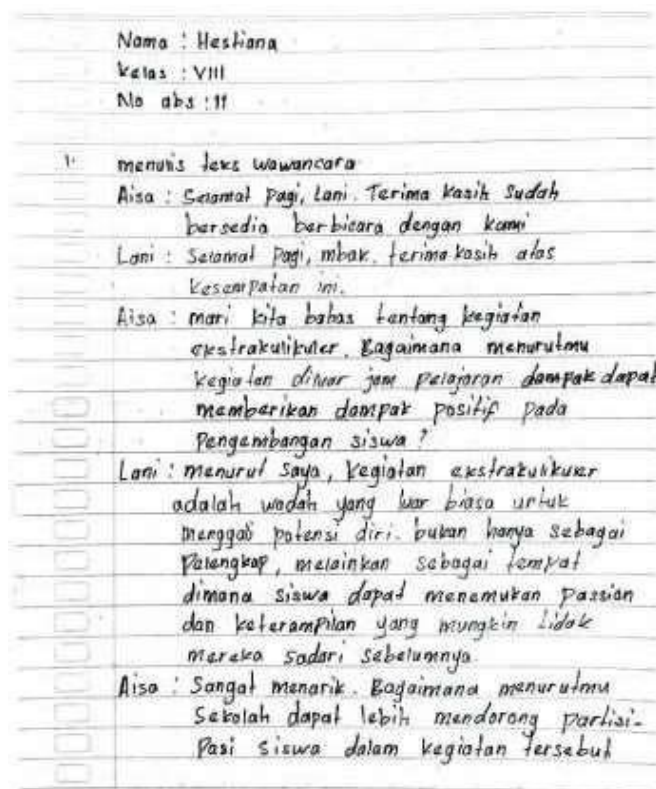 Nama : Hestiana
Kelas : VIII
No abs : 11
1. menulis teks wawancara
Aisa : Selamat Pagi, Lani. Terima kasih sudah
bersedia berbicara dengan kami
Lani : Selamat Pagi, mbak. terima kasih atas
kesempatan ini.
Aisa : mari kita bahas tentang kegiatan
ekstrakulikuler. Bagaimana menurutmu
kegiatan diluar jam pelajaran dampak dapat
memberikan dampak positif pada
Pengembangan siswa ?
Lani : menurut saya, kegiatan ekstrakulikuler
adalah wadah yang luar biasa untuk
menggali potensi diri. bukan hanya sebagai
Pelengkap, melainkan sebagai tempat
dimana siswa dapat menemukan passion
dan keterampilan yang mungkin tidak
mereka sadari sebelumnya.
Aisa : Sangat menarik. Bagaimana menurutmu
Sekolah dapat lebih mendorong partisi-
Pasi siswa dalam kegiatan tersebut